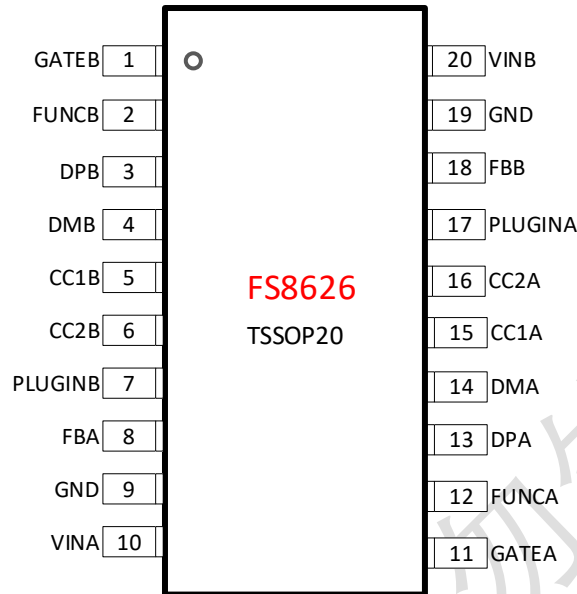 GATEB 1 20 VINB
FUNCB 2 19 GND
DPB 3 18 FBB
DMB 4 17 PLUGINA
CC1B 5 16 CC2A
FS8626
CC2B 6 15 CC1A
TSSOP20
PLUGINB 7 14 DMA
FBA 8 13 DPA
GND 9 12 FUNCA
VINA 10 11 GATEA
勿